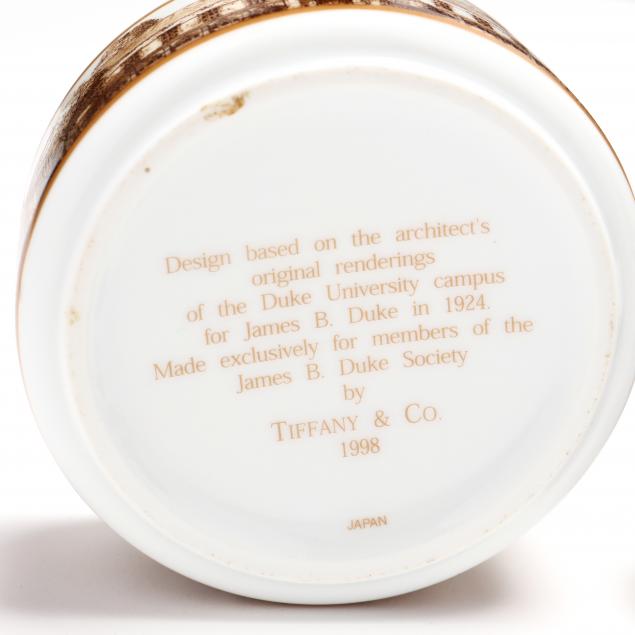 Design based on the architect's
original renderings
of the Duke University campus
for James B. Duke in 1924.
Made exclusively for members of the
James B. Duke Society
by
TIFFANY & CO.
1998
JAPAN